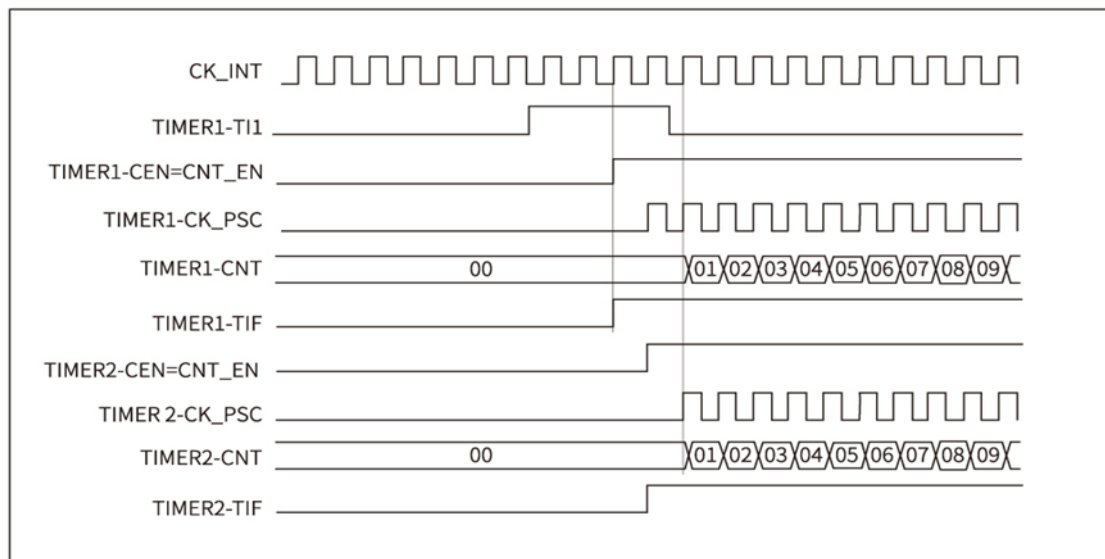 CK_INT
TIMER1-TI1
TIMER1-CEN=CNT_EN
TIMER1-CK_PSC
TIMER1-CNT 00 01 02 03 04 05 06 07 08 09
TIMER1-TIF
TIMER2-CEN=CNT_EN
TIMER 2-CK_PSC
TIMER2-CNT 00 01 02 03 04 05 06 07 08 09
TIMER2-TIF